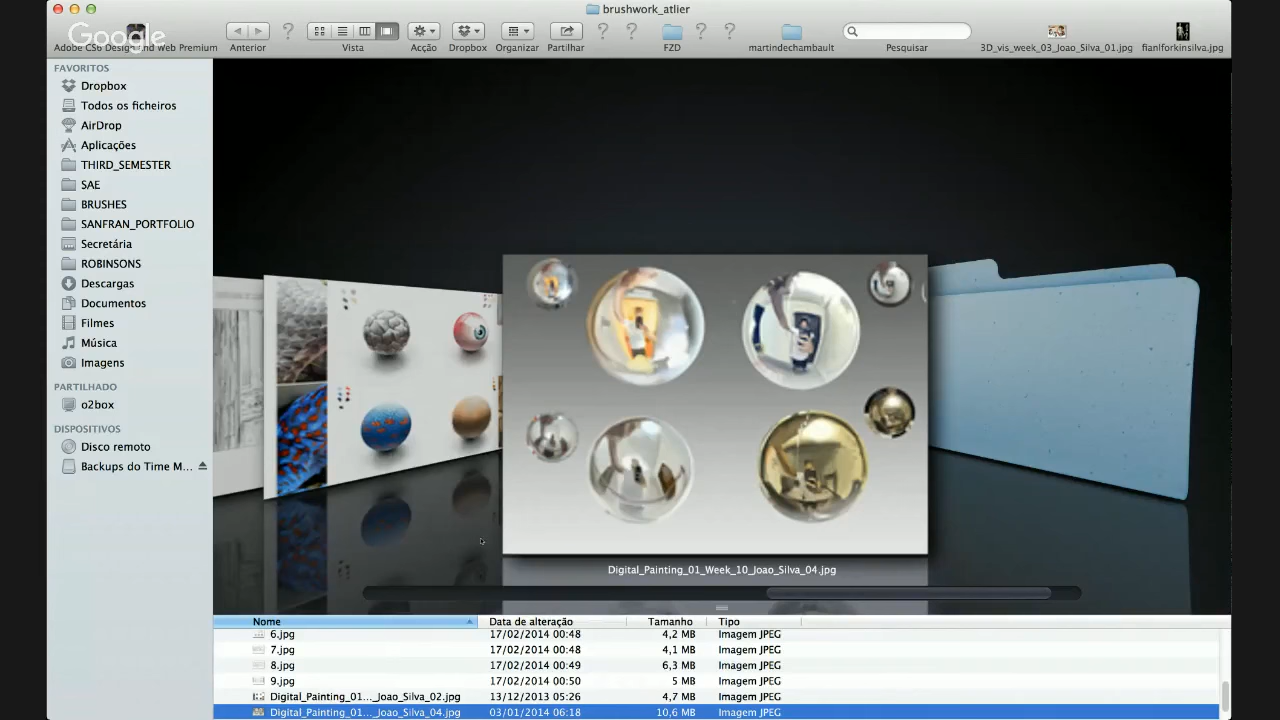 brushwork_atlier
Google
Adobe CS6 Design and Web Premium
Anterior
Vista
Acção
Dropbox
Organizar
Partilhar
FZD
martindechambault
Pesquisar
3D_vis_week_03_Joao_Silva_01.jpg
fianlforkinsilva.jpg
FAVORITOS
Dropbox
Todos os ficheiros
AirDrop
Aplicações
THIRD_SEMESTER
SAE
BRUSHES
SANFRAN_PORTFOLIO
Secretária
ROBINSONS
Descargas
Documentos
Filmes
Música
Imagens
PARTILHADO
o2box
DISPOSITIVOS
Disco remoto
Backups do Time M...
Digital_Painting_01_Week_10_Joao_Silva_04.jpg
Nome Data de alteração Tamanho Tipo
6.jpg 17/02/2014 00:48 4,2 MB Imagem JPEG
7.jpg 17/02/2014 00:48 4,1 MB Imagem JPEG
8.jpg 17/02/2014 00:49 6,3 MB Imagem JPEG
9.jpg 17/02/2014 00:50 5 MB Imagem JPEG
Digital_Painting_01..._Joao_Silva_02.jpg 13/12/2013 05:26 4,7 MB Imagem JPEG
Digital_Painting_01..._Joao_Silva_04.jpg 03/01/2014 06:18 10,6 MB Imagem JPEG